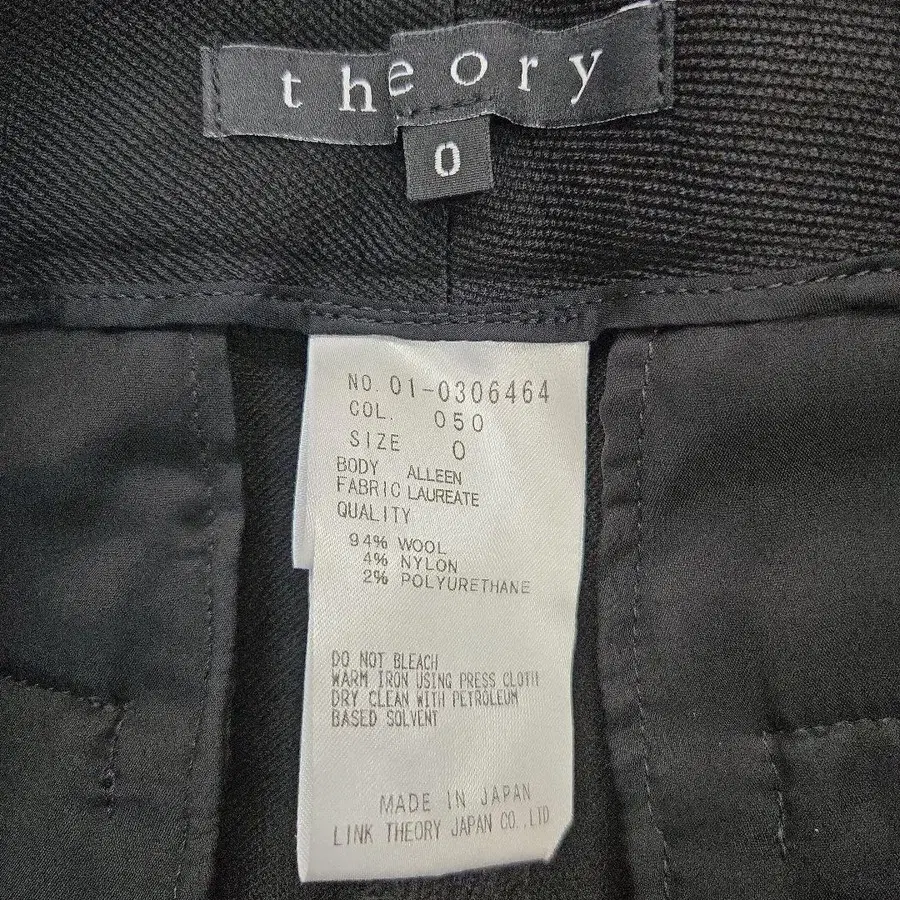 theory
0
NO. 01-0306464
COL. 050
SIZE 0
BODY ALLEEN
FABRIC LAUREATE
QUALITY
94% WOOL
4% NYLON
2% POLYURETHANE
DO NOT BLEACH
WARM IRON USING PRESS CLOTH
DRY CLEAN WITH PETROLEUM
BASED SOLVENT
MADE IN JAPAN
LINK THEORY JAPAN CO.,LTD